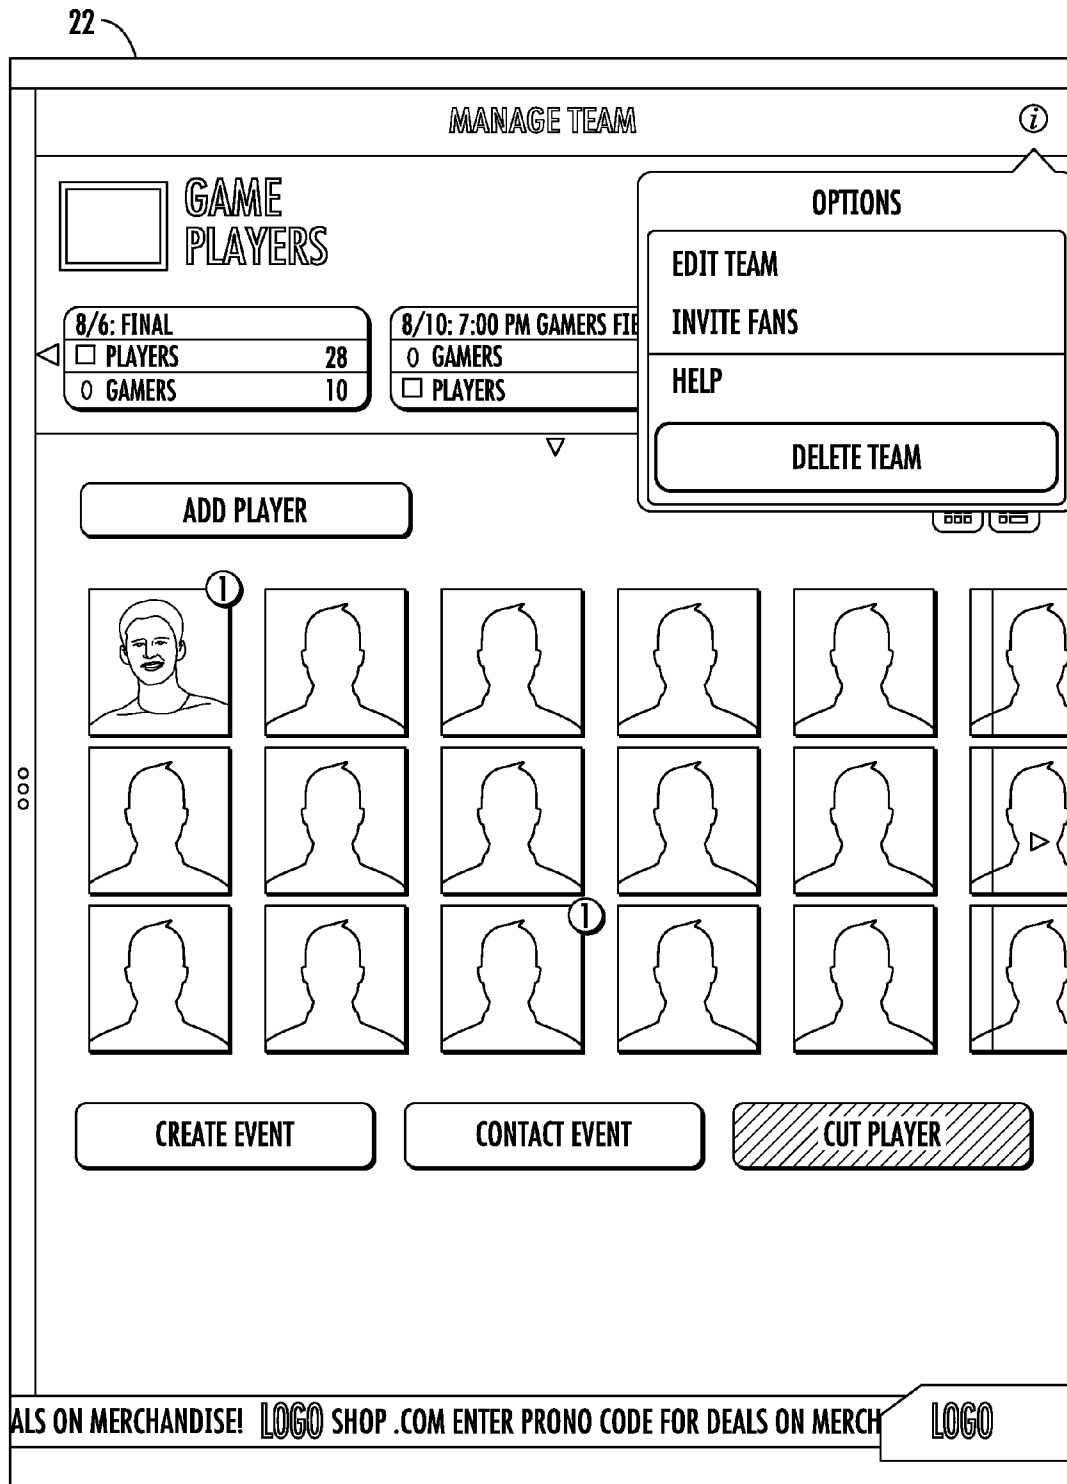 22
MANAGE TEAM
i
GAME
PLAYERS
OPTIONS
EDIT TEAM
INVITE FANS
HELP
DELETE TEAM
8/6: FINAL
PLAYERS 28
GAMERS 10
8/10: 7:00 PM GAMERS FIE
GAMERS
PLAYERS
ADD PLAYER
1
1
CREATE EVENT
CONTACT EVENT
CUT PLAYER
ALS ON MERCHANDISE! LOGO SHOP .COM ENTER PRONO CODE FOR DEALS ON MERCH
LOGO